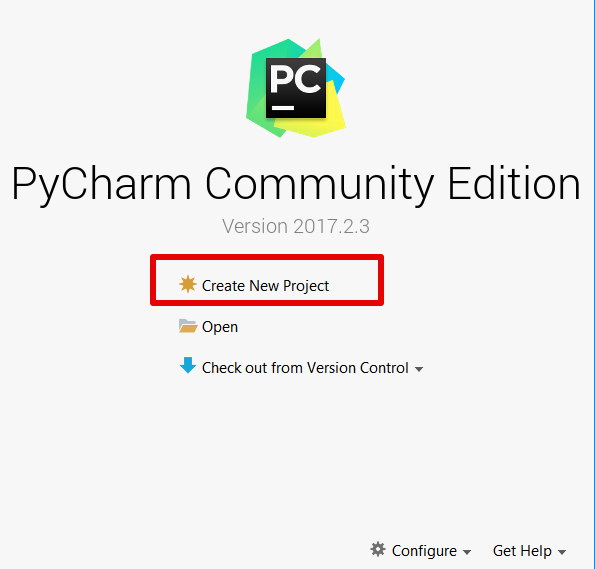 PC
PyCharm Community Edition
Version 2017.2.3
Create New Project
Open
Check out from Version Control
Configure
Get Help